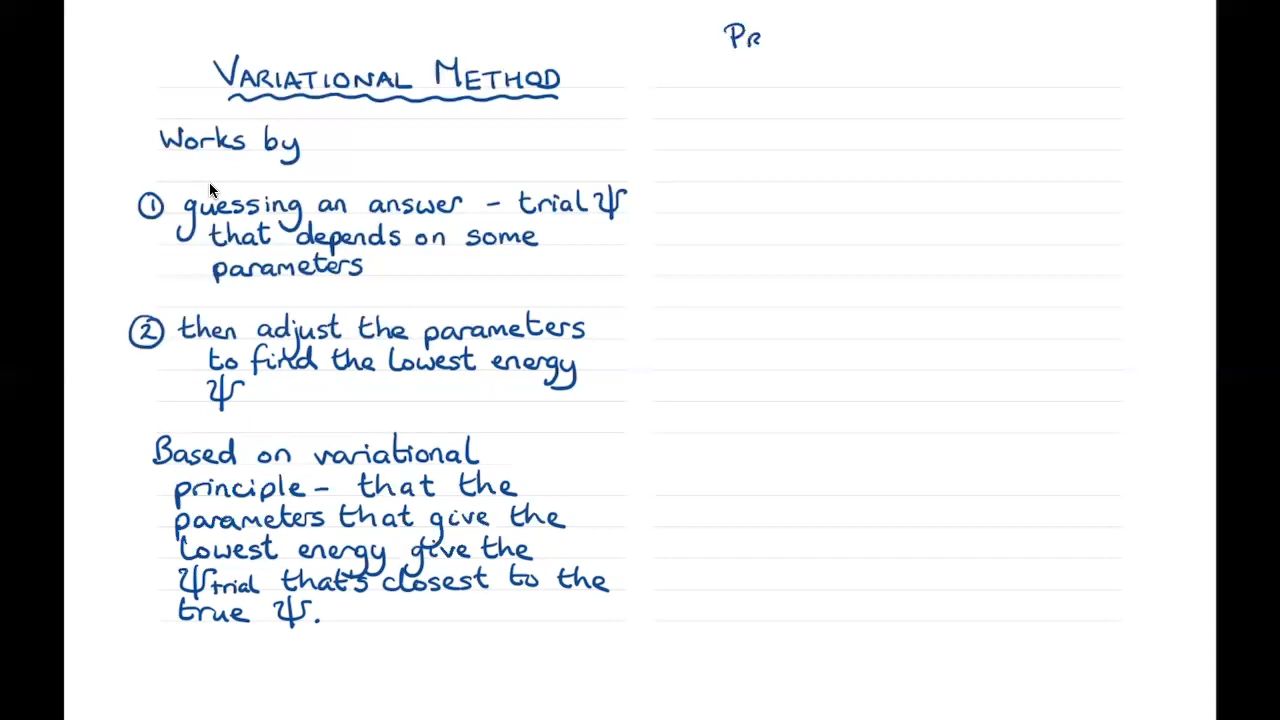 VARIATIONAL METHOD
Works by
① guessing an answer - trial Ψ
that depends on some
parameters
② then adjust the parameters
to find the lowest energy
Ψ
Based on variational
principle - that the
parameters that give the
lowest energy give the
Ψtrial that's closest to the
true Ψ.
PR